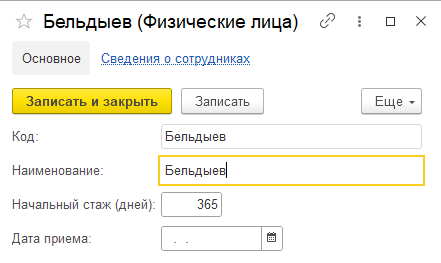 Бельдыев (Физические лица)
Основное Сведения о сотрудниках
Записать и закрыть Записать Еще
Код: Бельдыев
Наименование: Бельдыев
Начальный стаж (дней): 365
Дата приема: . .